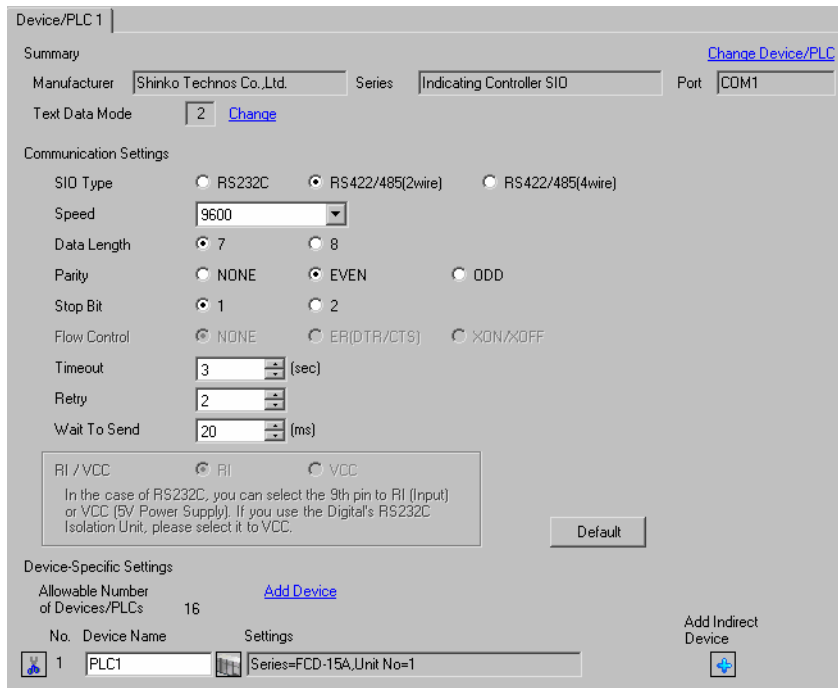 Device/PLC 1
Summary Change Device/PLC
Manufacturer Shinko Technos Co.,Ltd. Series Indicating Controller SIO Port COM1
Text Data Mode 2 Change
Communication Settings
SIO Type RS232C RS422/485(2wire) RS422/485(4wire)
Speed 9600
Data Length 7 8
Parity NONE EVEN ODD
Stop Bit 1 2
Flow Control NONE ER(DTR/CTS) XON/XOFF
Timeout 3 (sec)
Retry 2
Wait To Send 20 (ms)
RI / VCC RI VCC
In the case of RS232C, you can select the 9th pin to RI (Input)
or VCC (5V Power Supply). If you use the Digital's RS232C
Isolation Unit, please select it to VCC.
Default
Device-Specific Settings
Allowable Number Add Device
of Devices/PLCs 16
Add Indirect
Device
No. Device Name Settings
1 PLC1 Series=FCD-15A,Unit No=1